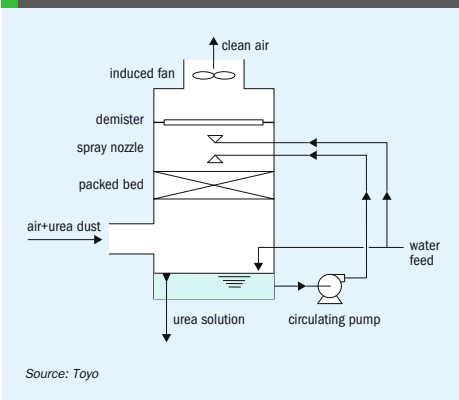 clean air
induced fan
demister
spray nozzle
packed bed
air+urea dust
water
feed
urea solution
circulating pump
Source: Toyo